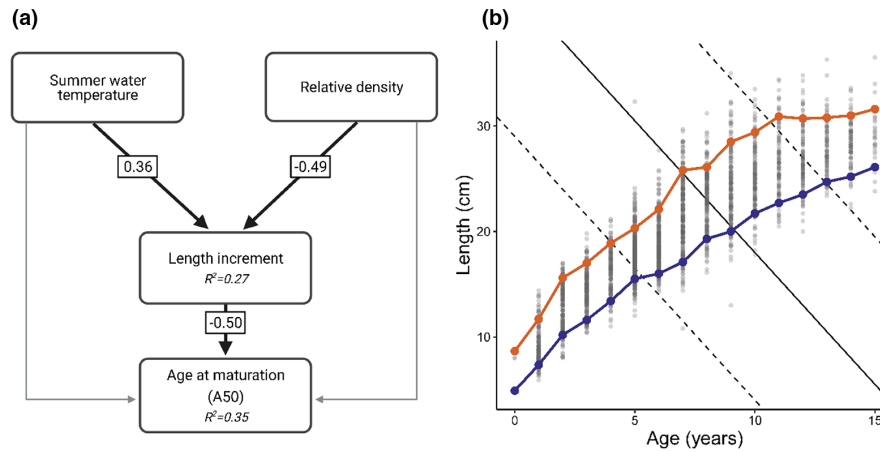 (a)
Summer water
temperature
Relative density
0.36
-0.49
Length increment
R²=0.27
-0.50
Age at maturation
(A50)
R²=0.35
(b)
Length (cm)
30
20
10
0
5
10
15
Age (years)